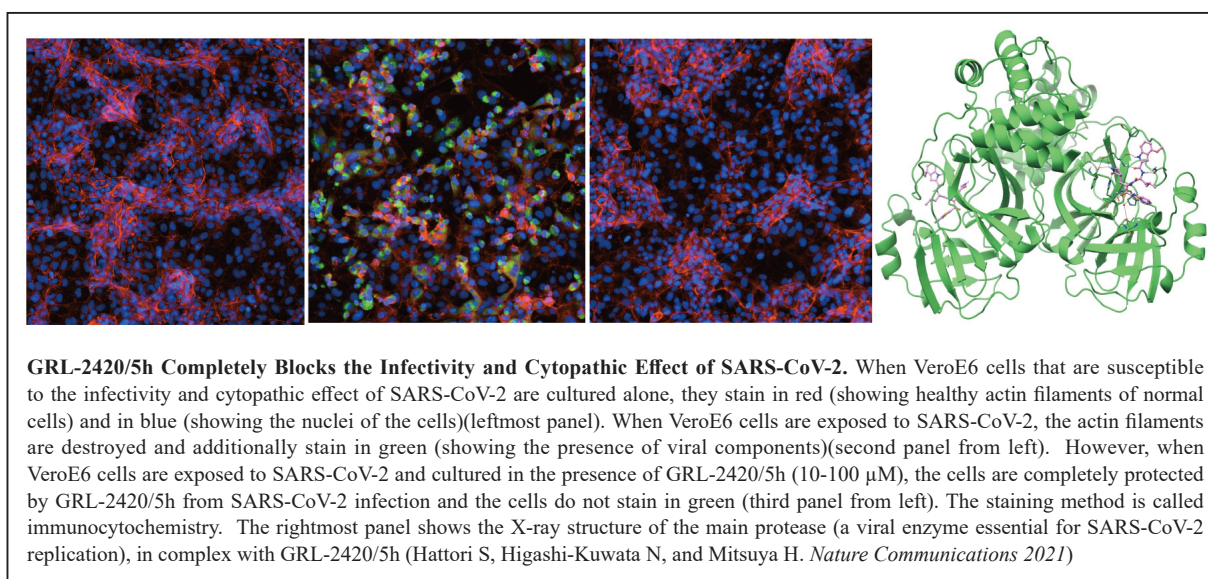 GRL-2420/5h Completely Blocks the Infectivity and Cytopathic Effect of SARS-CoV-2. When VeroE6 cells that are susceptible
to the infectivity and cytopathic effect of SARS-CoV-2 are cultured alone, they stain in red (showing healthy actin filaments of normal
cells) and in blue (showing the nuclei of the cells)(leftmost panel). When VeroE6 cells are exposed to SARS-CoV-2, the actin filaments
are destroyed and additionally stain in green (showing the presence of viral components)(second panel from left). However, when
VeroE6 cells are exposed to SARS-CoV-2 and cultured in the presence of GRL-2420/5h (10-100 µM), the cells are completely protected
by GRL-2420/5h from SARS-CoV-2 infection and the cells do not stain in green (third panel from left). The staining method is called
immunocytochemistry. The rightmost panel shows the X-ray structure of the main protease (a viral enzyme essential for SARS-CoV-2
replication), in complex with GRL-2420/5h (Hattori S, Higashi-Kuwata N, and Mitsuya H. Nature Communications 2021)